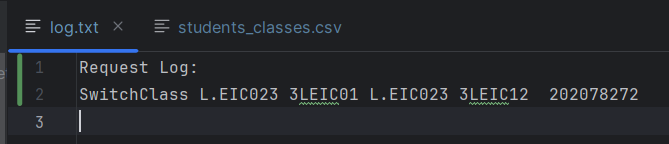 log.txt × students_classes.csv
1 Request Log:
2 SwitchClass L.EIC023 3LEIC01 L.EIC023 3LEIC12  202078272
3